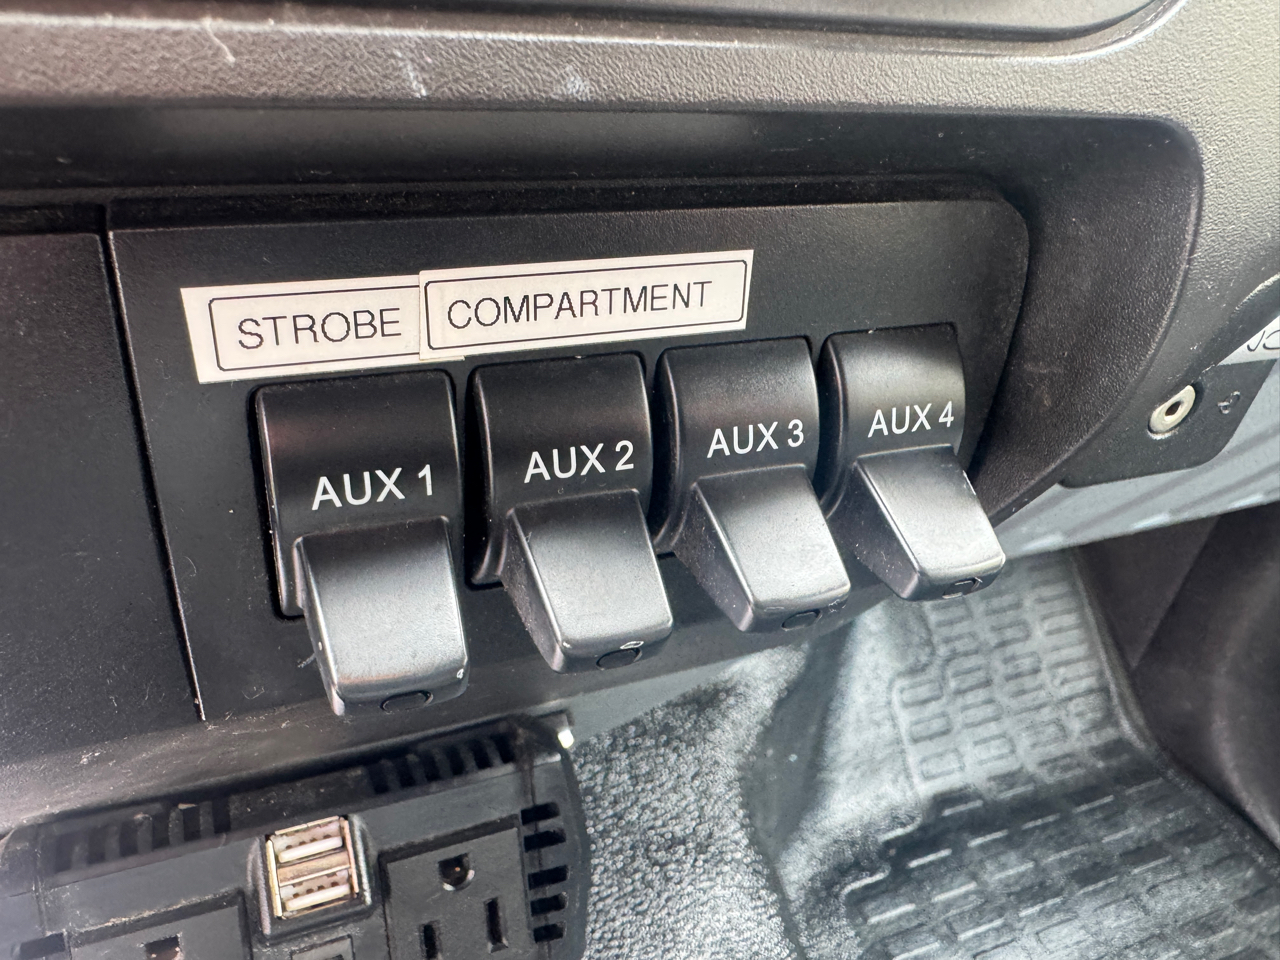 STROBE
COMPARTMENT
AUX 1
AUX 2
AUX 3
AUX 4